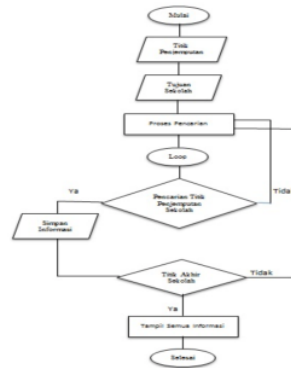 Mulai
Titik
Penjemputan
Tujuan
Sekolah
Proses Pencarian
Loop
Ya
Tidak
Pencarian Titik
Penjemputan
Sekolah
Simpan
Informasi
Titik Akhir
Sekolah
Tidak
Ya
Tampil Semua Informasi
Selesai